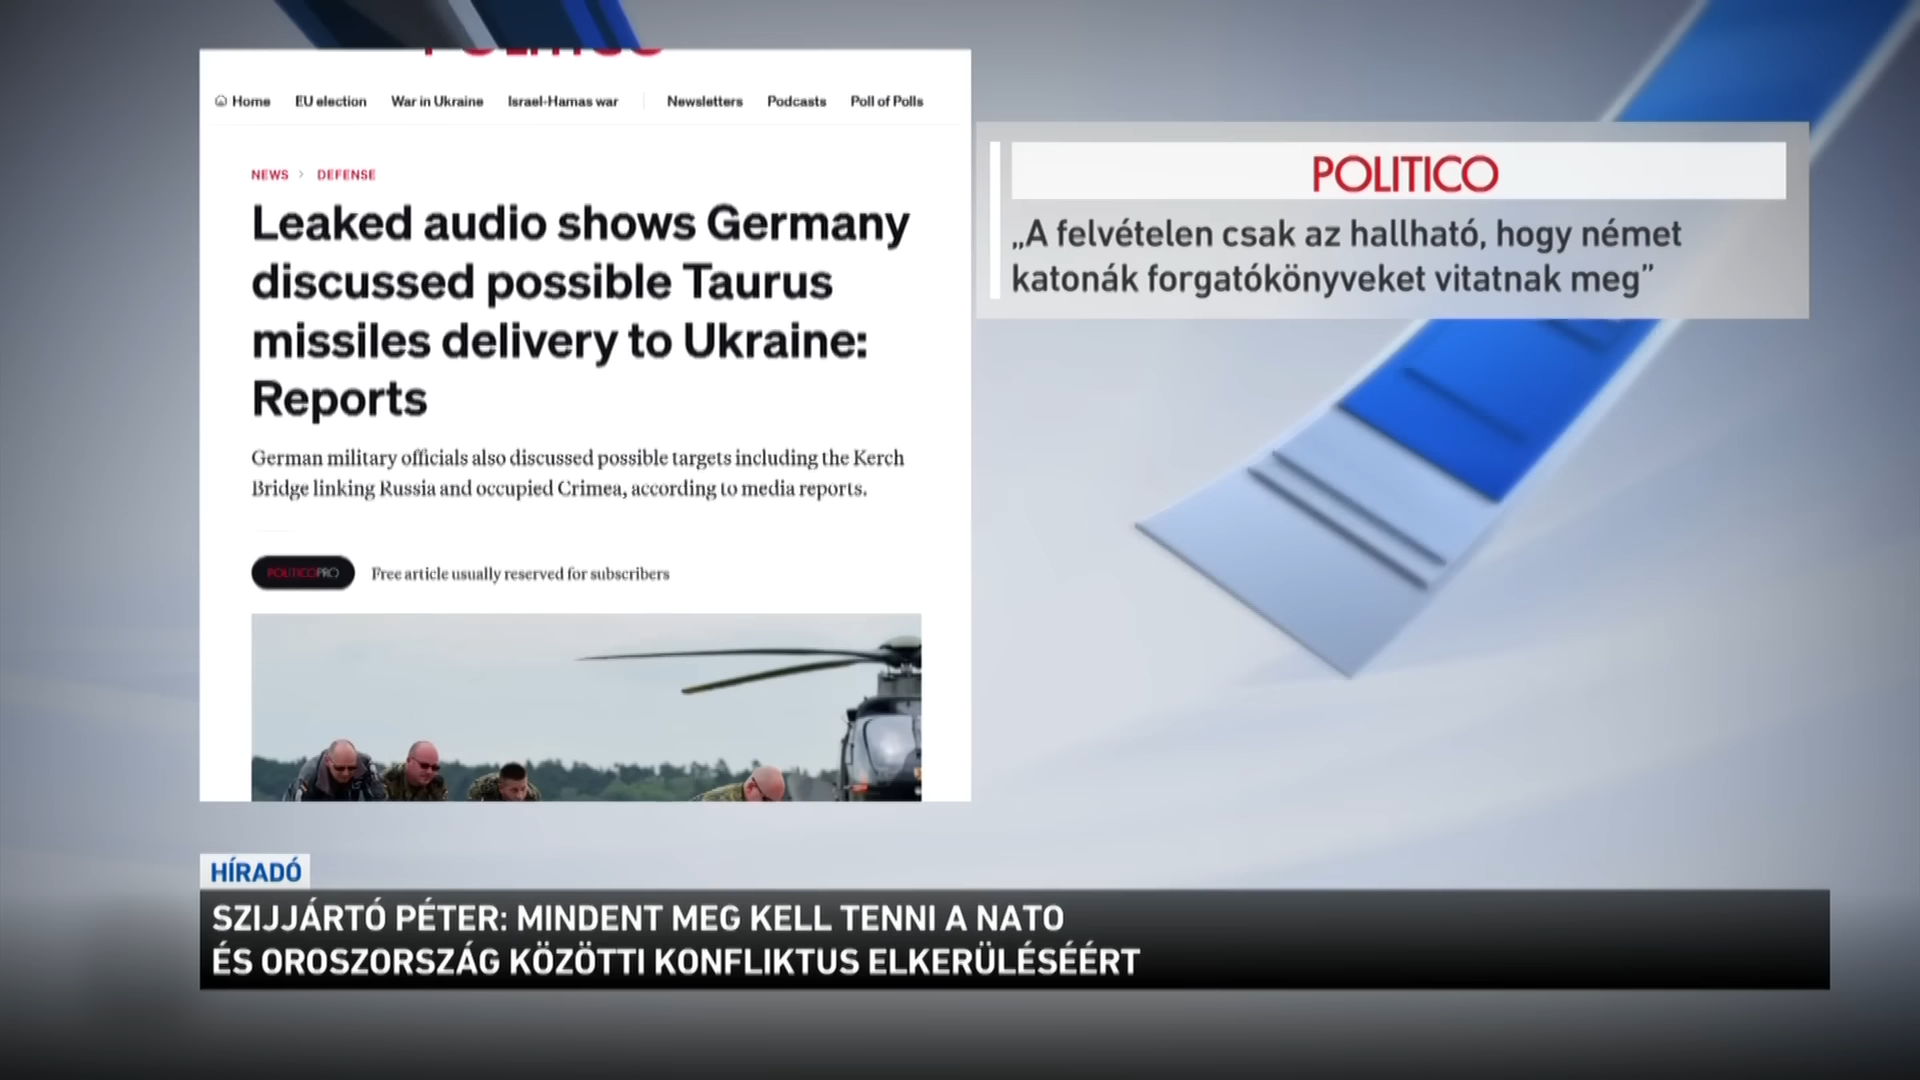 Home EU election War in Ukraine Israel-Hamas war Newsletters Podcasts Poll of Polls
NEWS > DEFENSE
Leaked audio shows Germany
discussed possible Taurus
missiles delivery to Ukraine:
Reports
German military officials also discussed possible targets including the Kerch
Bridge linking Russia and occupied Crimea, according to media reports.
POLITICOPRO Free article usually reserved for subscribers
POLITICO
„A felvételen csak az hallható, hogy német
katonák forgatókönyveket vitatnak meg”
HÍRADÓ
SZIJJÁRTÓ PÉTER: MINDENT MEG KELL TENNI A NATO
ÉS OROSZORSZÁG KÖZÖTTI KONFLIKTUS ELKERÜLÉSÉÉRT